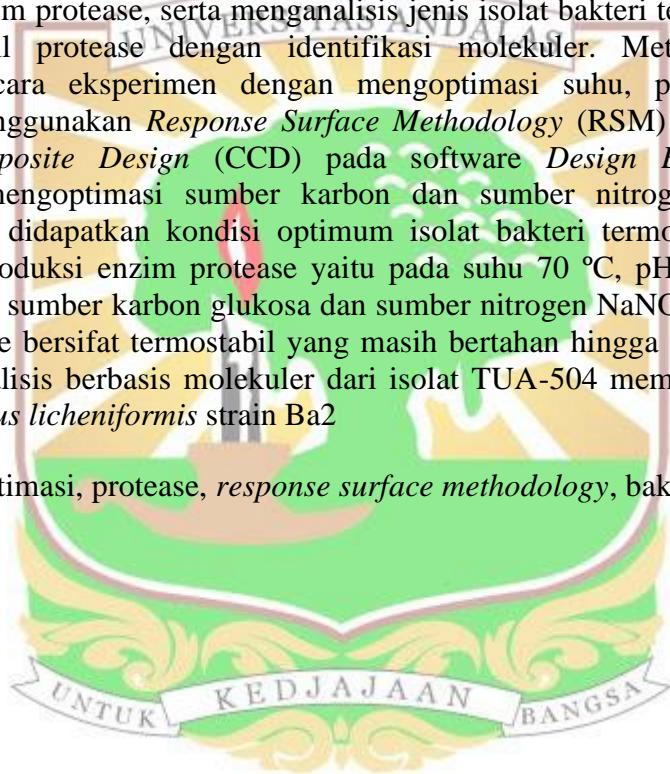 m protease, serta menganalisis jenis isolat bakteri te
UNIVERSITAS ANDALAS
l protease dengan identifikasi molekuler. Met
cara eksperimen dengan mengoptimasi suhu, p
nggunakan Response Surface Methodology (RSM)
posite Design (CCD) pada software Design E
mengoptimasi sumber karbon dan sumber nitrog
didapatkan kondisi optimum isolat bakteri termo
oduksi enzim protease yaitu pada suhu 70 ºC, pH
sumber karbon glukosa dan sumber nitrogen NaNO
e bersifat termostabil yang masih bertahan hingga
alisis berbasis molekuler dari isolat TUA-504 mem
us licheniformis strain Ba2
timasi, protease, response surface methodology, bak
UNTUK KEDJAJAAN BANGSA